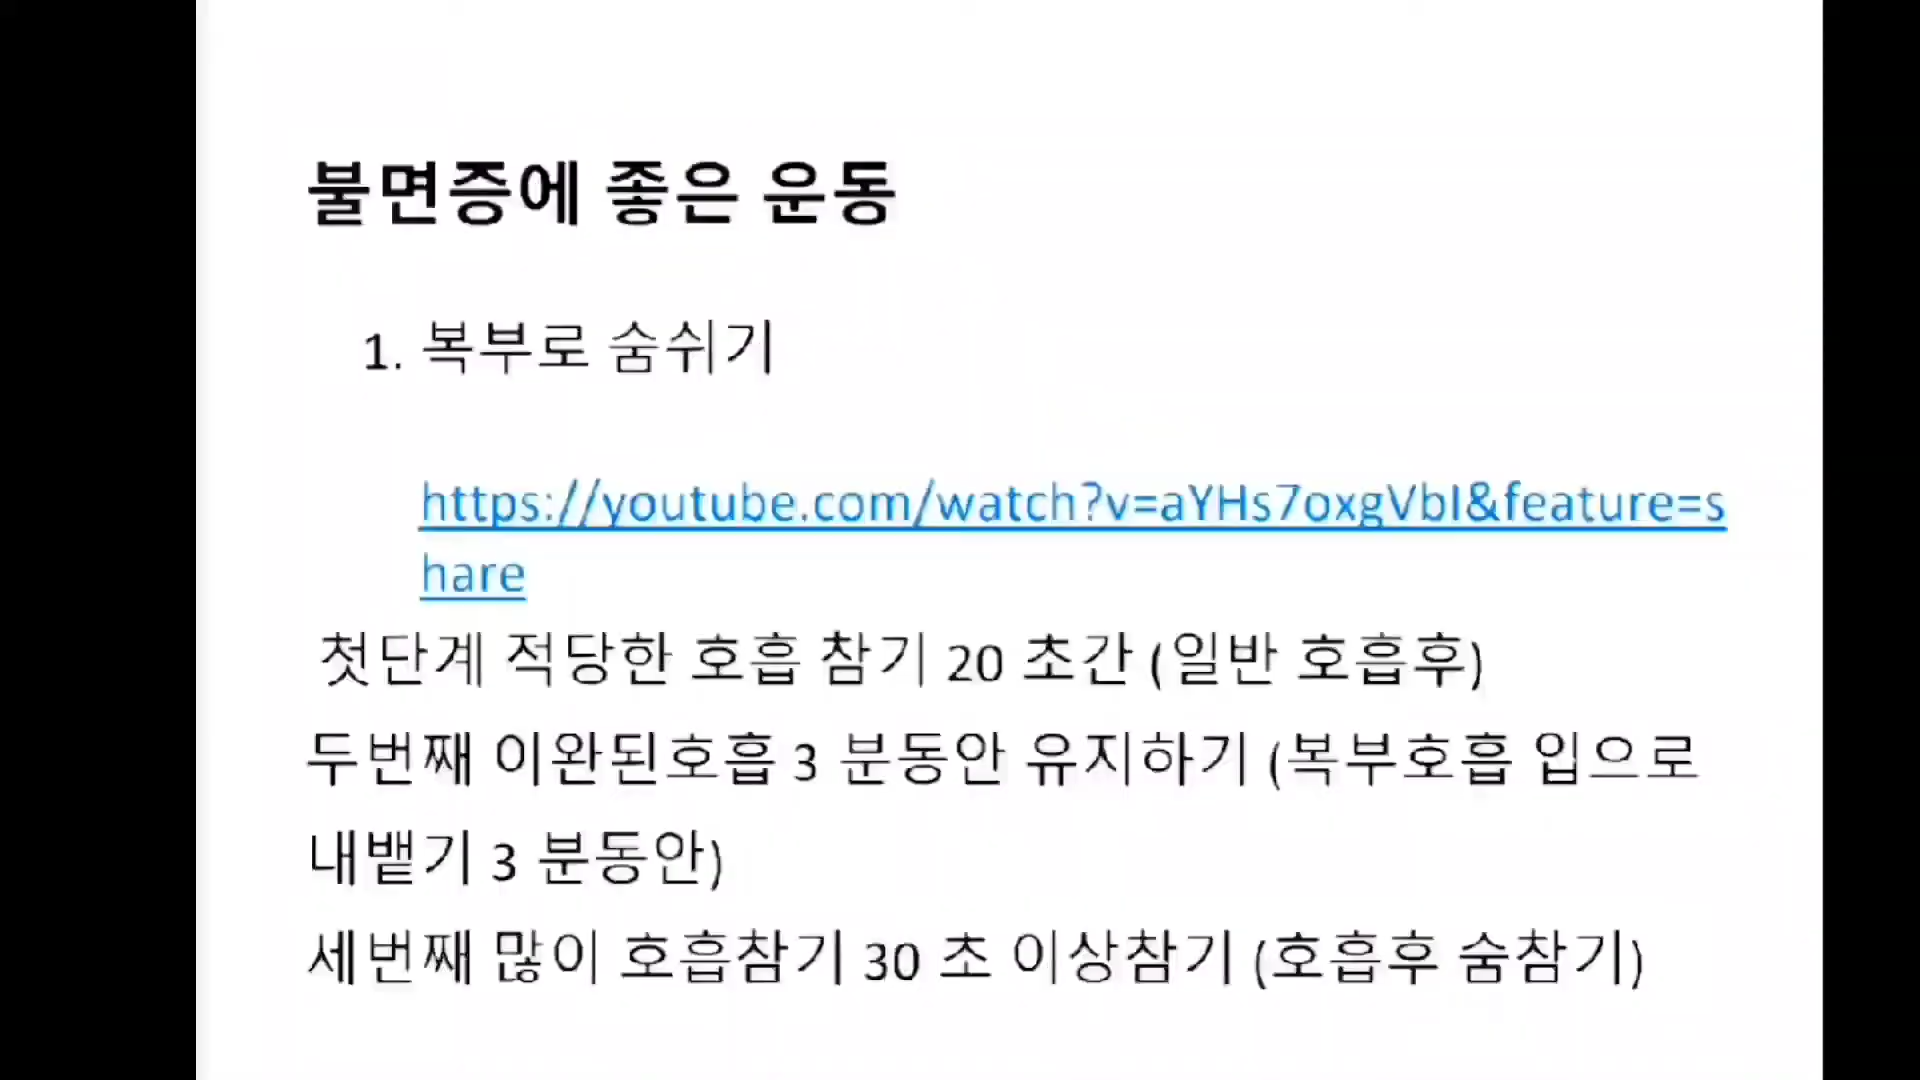 불면증에 좋은 운동
1. 복부로 숨쉬기
https://youtube.com/watch?v=aYHs7oxgVbI&feature=s
hare
첫단계 적당한 호흡 참기 20 초간 (일반 호흡후)
두번째 이완된호흡 3 분동안 유지하기 (복부호흡 입으로
내뱉기 3 분동안)
세번째 많이 호흡참기 30 초 이상참기 (호흡후 숨참기)